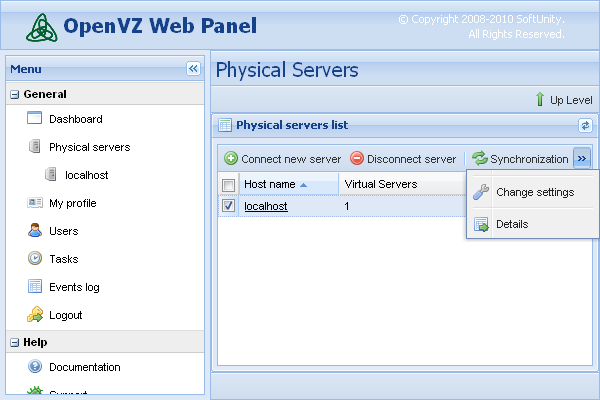 OpenVZ Web Panel
© Copyright 2008-2010 SoftUnity.
All Rights Reserved.
Menu
General
Dashboard
Physical servers
localhost
My profile
Users
Tasks
Events log
Logout
Help
Documentation
Support
Physical Servers
Up Level
Physical servers list
Connect new server Disconnect server Synchronization »
Host name Virtual Servers
localhost 1
Change settings
Details